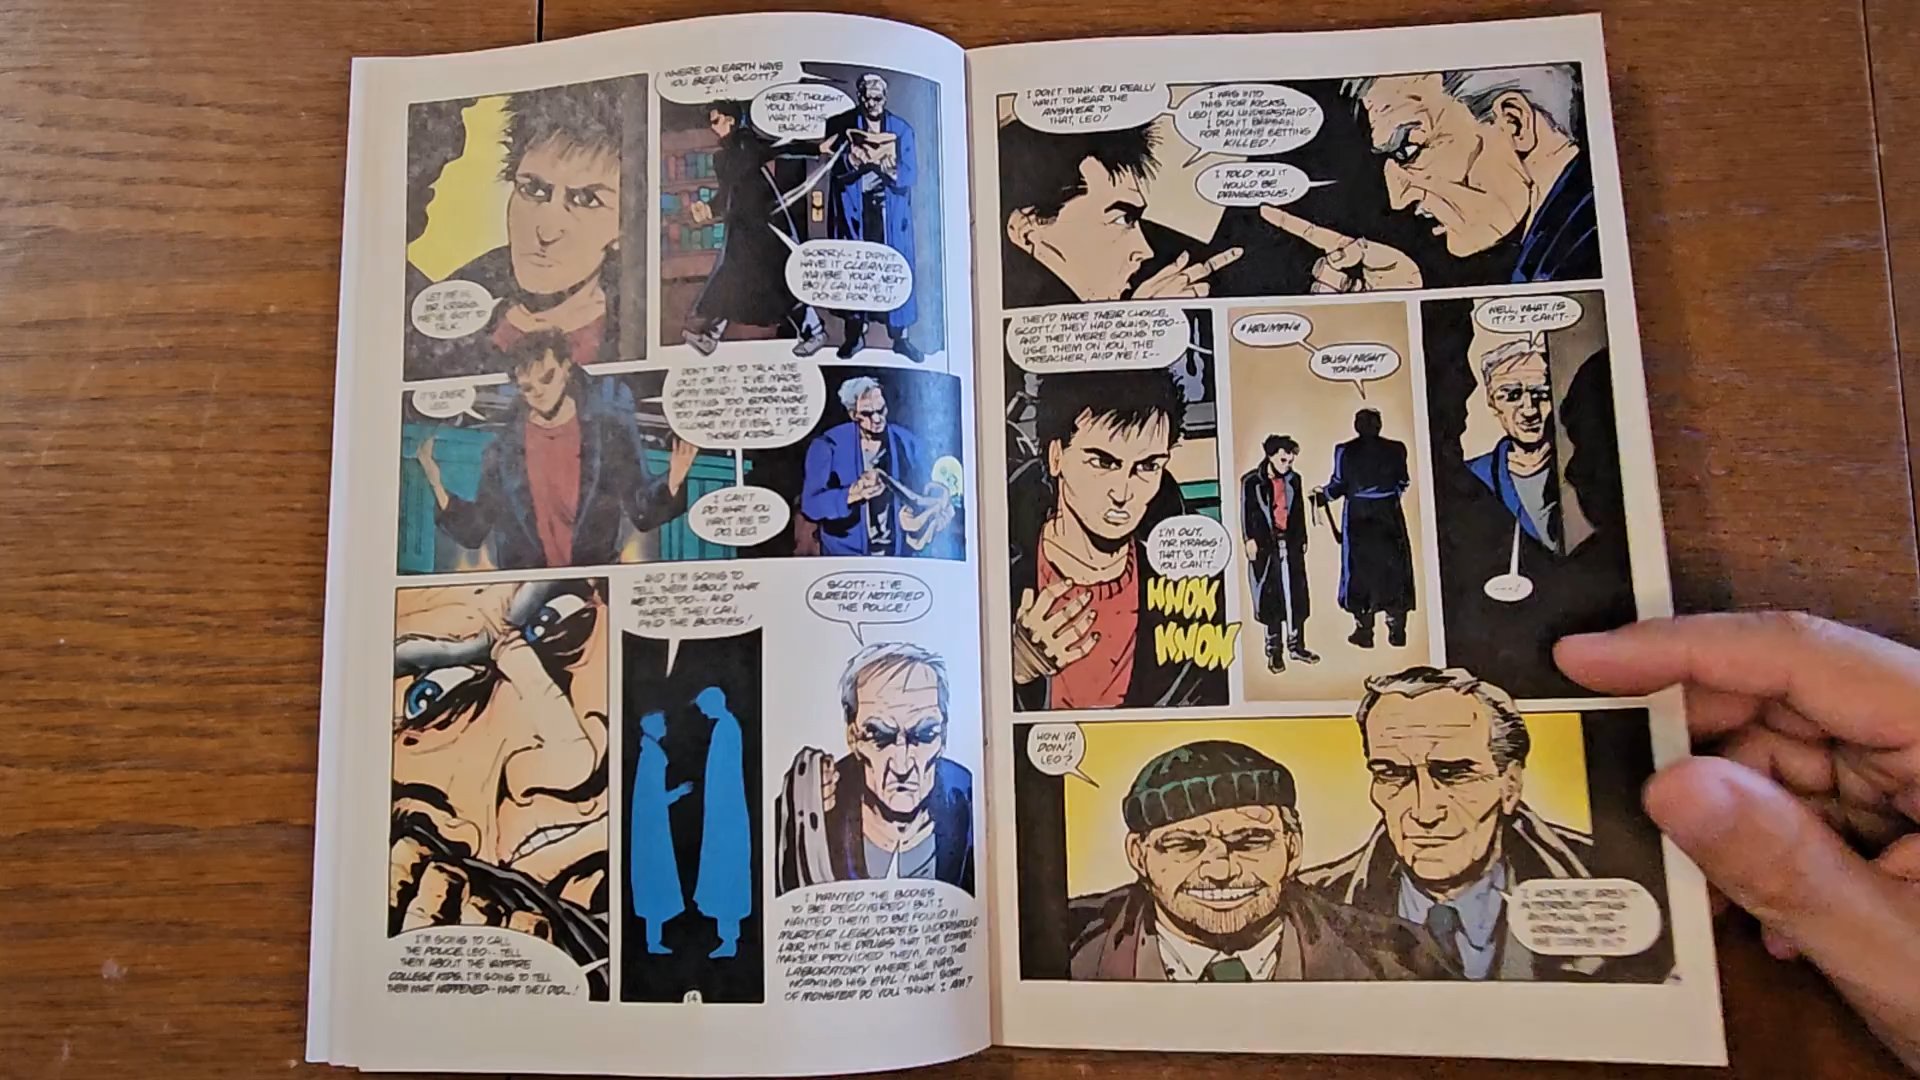 LET ME IN,
MR. KRAGG.
WE'VE GOT TO
TALK.
WHERE ON EARTH HAVE
YOU BEEN, SCOTT?
I...
HERE! THOUGHT
YOU MIGHT
WANT THIS
BACK!
SORRY-- I DIDN'T
HAVE IT CLEANED.
MAYBE YOUR NEXT
BOY CAN HAVE IT
DONE FOR YOU!
IT'S OVER,
LEO.
DON'T TRY TO TALK ME
OUT OF IT-- I'VE MADE
UP MY MIND! THINGS ARE
GETTING TOO STRANGE
TOO FAST! EVERY TIME I
CLOSE MY EYES, I SEE
THOSE KIDS...!
I CAN'T
DO WHAT YOU
WANT ME TO
DO, LEO.
I'M GOING TO CALL
THE POLICE, LEO-- TELL
THEM ABOUT THE VAMPIRE
COLLEGE KIDS. I'M GOING TO TELL
THEM WHAT HAPPENED-- WHAT THEY DID...!
...AND I'M GOING TO
TELL THEM ABOUT WHAT
WE DID, TOO-- AND
WHERE THEY CAN
FIND THE BODIES!
14
SCOTT-- I'VE
ALREADY NOTIFIED
THE POLICE!
I WANTED THE BODIES
TO BE RECOVERED! BUT I
WANTED THEM TO BE FOUND IN
MURDER LEGENDRE'S UNDERGROUND
LAIR, WITH THE DRUGS THAT THE ZOMBIE-
MAKER PROVIDED THEM, AND THE
LABORATORY WHERE HE WAS
WORKING HIS EVIL! WHAT SORT
OF MONSTER DO YOU THINK I AM?
I DON'T THINK YOU REALLY
WANT TO HEAR THE
ANSWER TO
THAT, LEO!
I WAS INTO
THIS FOR KICKS,
LEO! YOU UNDERSTAND?
I DIDN'T BARGAIN
FOR ANYONE GETTING
KILLED!
I TOLD YOU IT
WOULD BE
DANGEROUS!
THEY'D MADE THEIR CHOICE,
SCOTT! THEY HAD GUNS, TOO--
AND THEY WERE GOING TO
USE THEM ON YOU, THE
PREACHER, AND ME! I--
I'M OUT,
MR. KRAGG!
THAT'S IT!
YOU CAN'T...
KNOK
KNOK
BUSY NIGHT
TONIGHT.
WELL, WHAT IS
IT!? I CAN'T--
---!
HOW YA
DOIN',
LEO?
I HOPE WE AREN'T